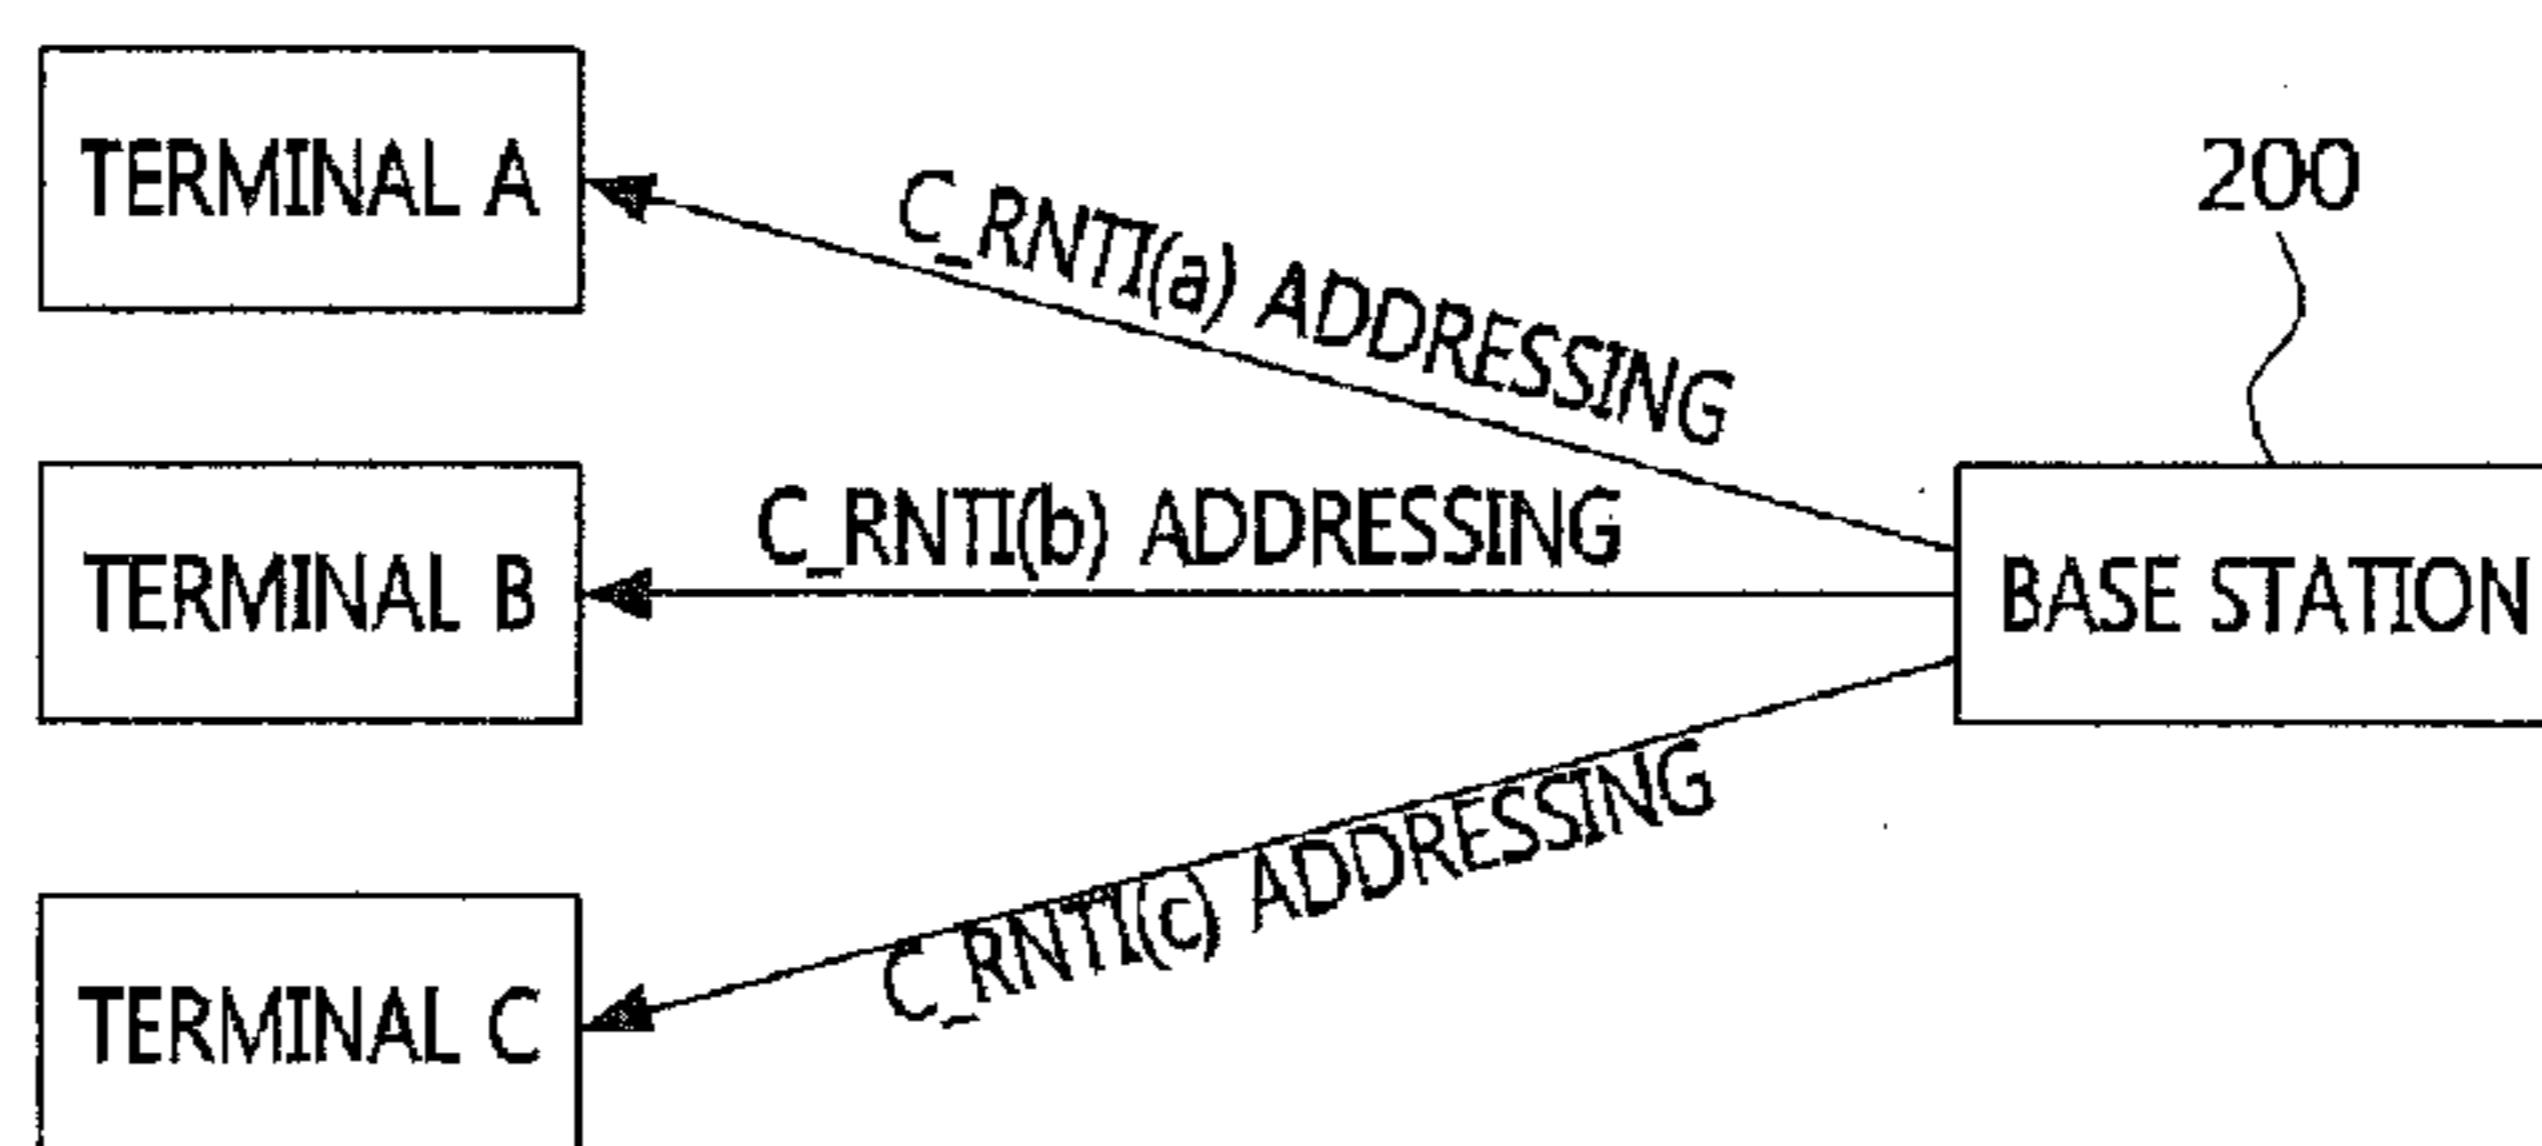 TERMINAL A
C_RNTI(a) ADDRESSING
200
TERMINAL B
C_RNTI(b) ADDRESSING
BASE STATION
C_RNTI(c) ADDRESSING
TERMINAL C